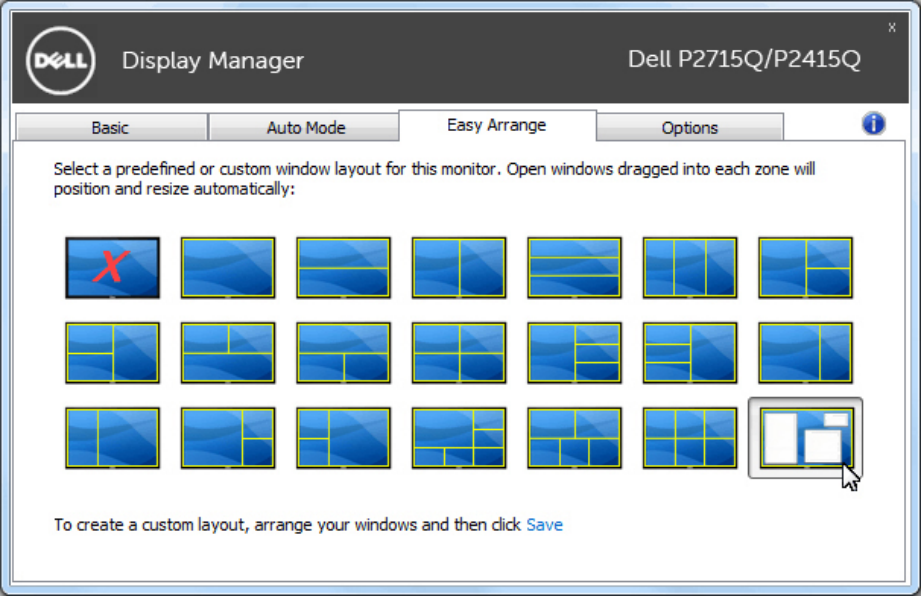 DELL Display Manager Dell P2715Q/P2415Q x
Basic Auto Mode Easy Arrange Options i
Select a predefined or custom window layout for this monitor. Open windows dragged into each zone will
position and resize automatically:
X
To create a custom layout, arrange your windows and then click Save